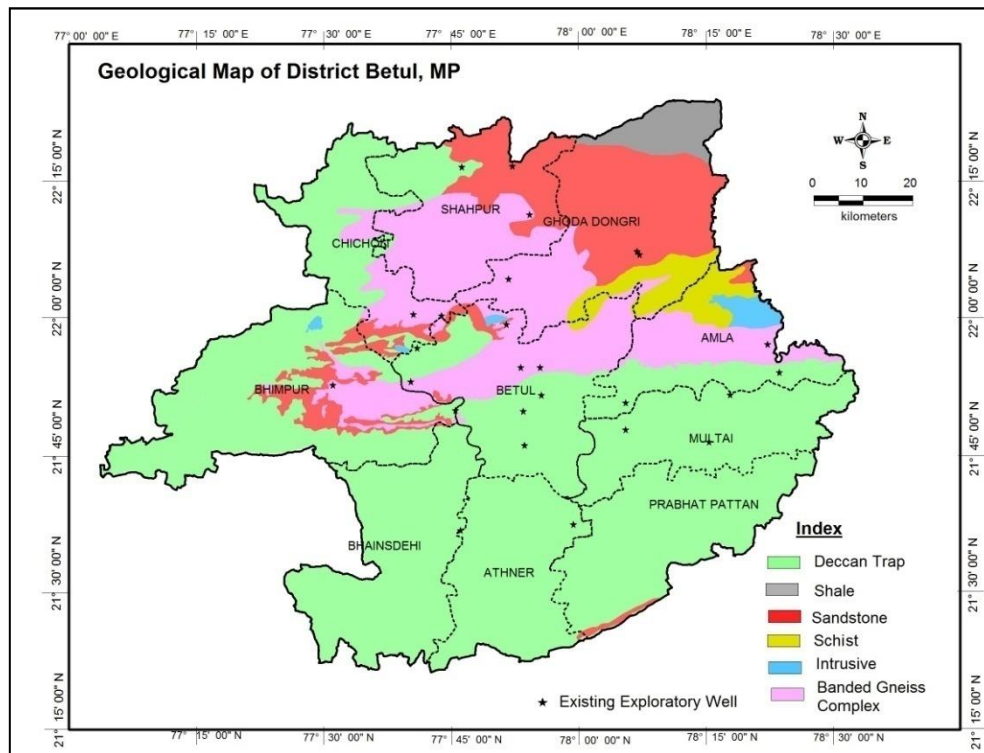 77° 00' 00" E 77° 15' 00" E 77° 30' 00" E 77° 45' 00" E 78° 00' 00" E 78° 15' 00" E 78° 30' 00" E
Geological Map of District Betul, MP
N
W E
S
22° 15' 00" N 22° 15' 00" N
0 10 20
kilometers
SHAHPUR
GHODA DONGRI
CHICHOLI
22° 00' 00" N 22° 00' 00" N
AMLA
BHIMPUR
BETUL
MULTAI
21° 45' 00" N 21° 45' 00" N
PRABHAT PATTAN
Index
BHAINSDEHI
ATHNER
Deccan Trap
21° 30' 00" N 21° 30' 00" N
Shale
Sandstone
Schist
Intrusive
Banded Gneiss
Complex
Existing Exploratory Well
21° 15' 00" N 21° 15' 00" N
77° 00' 00" E 77° 15' 00" E 77° 30' 00" E 77° 45' 00" E 78° 00' 00" E 78° 15' 00" E 78° 30' 00" E